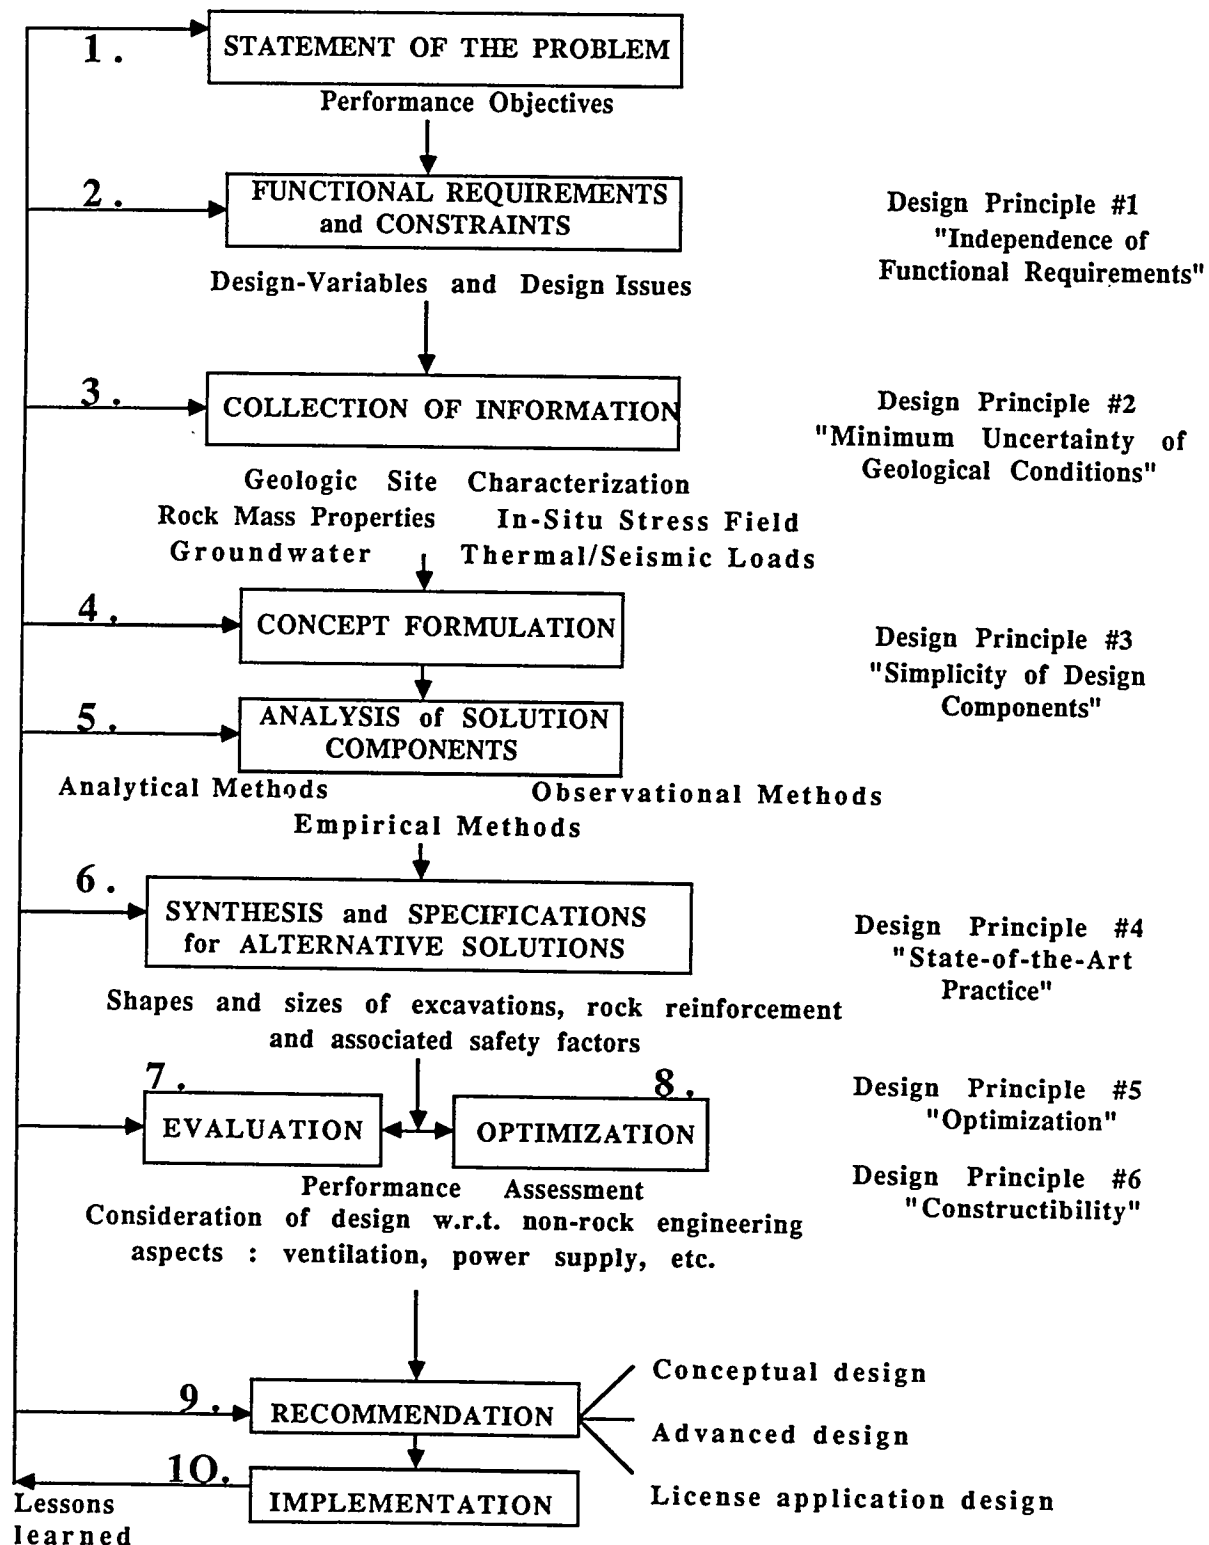 1.
STATEMENT OF THE PROBLEM
Performance Objectives
2.
FUNCTIONAL REQUIREMENTS
and CONSTRAINTS
Design Principle #1
"Independence of
Functional Requirements"
Design-Variables and Design Issues
3.
COLLECTION OF INFORMATION
Design Principle #2
"Minimum Uncertainty of
Geological Conditions"
Geologic Site Characterization
Rock Mass Properties In-Situ Stress Field
Groundwater Thermal/Seismic Loads
4.
CONCEPT FORMULATION
Design Principle #3
"Simplicity of Design
Components"
5.
ANALYSIS of SOLUTION
COMPONENTS
Analytical Methods Observational Methods
Empirical Methods
6.
SYNTHESIS and SPECIFICATIONS
for ALTERNATIVE SOLUTIONS
Design Principle #4
"State-of-the-Art
Practice"
Shapes and sizes of excavations, rock reinforcement
and associated safety factors
7.
EVALUATION
8.
OPTIMIZATION
Design Principle #5
"Optimization"
Design Principle #6
"Constructibility"
Performance Assessment
Consideration of design w.r.t. non-rock engineering
aspects : ventilation, power supply, etc.
9.
RECOMMENDATION
Conceptual design
Advanced design
License application design
10.
IMPLEMENTATION
Lessons
learned